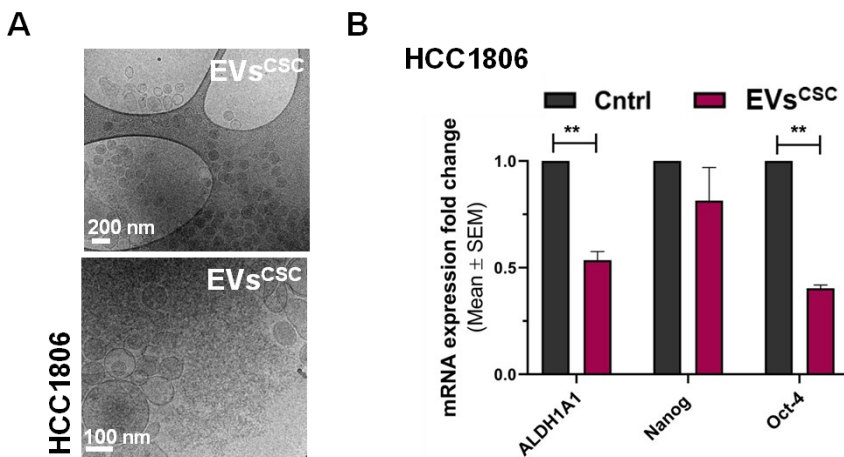 A
EVsCSC
200 nm
EVsCSC
100 nm
HCC1806
B
HCC1806
Cntrl
EVsCSC
mRNA expression fold change
(Mean ± SEM)
**
**
1.0
0.5
0.0
ALDH1A1
Nanog
Oct-4